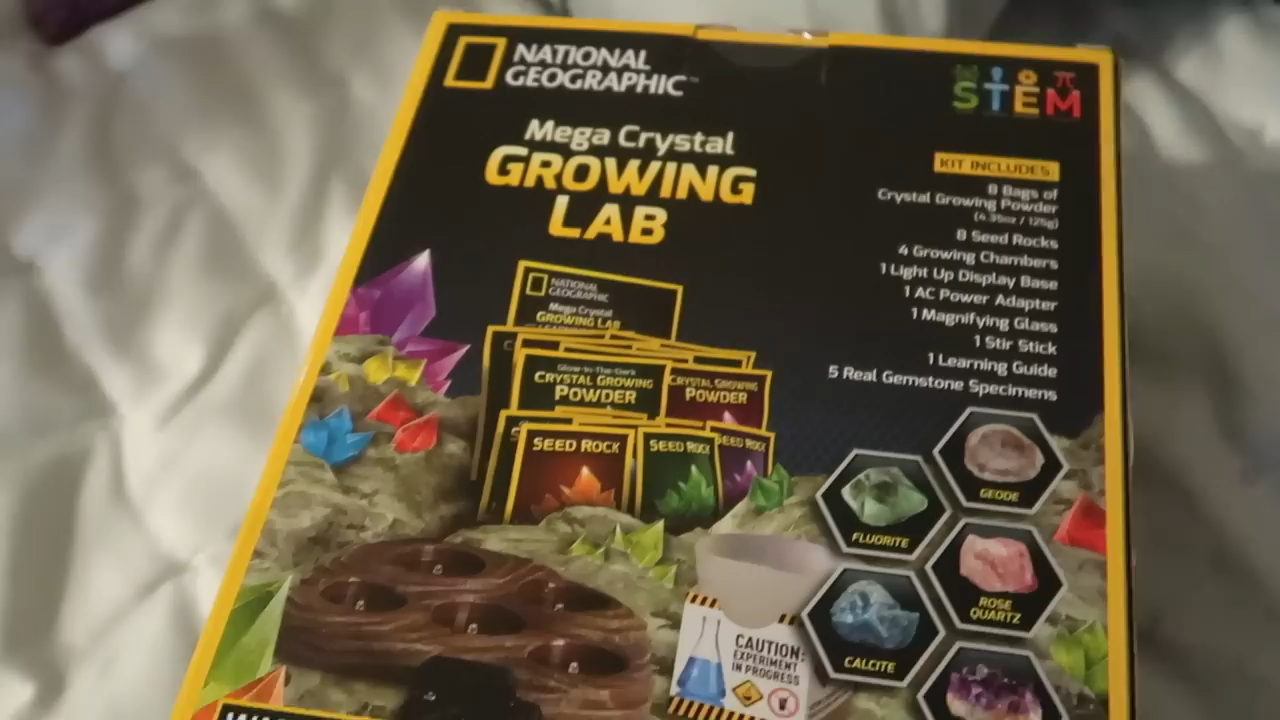 NATIONAL
GEOGRAPHIC™
STEM
Mega Crystal
GROWING
LAB
KIT INCLUDES:
8 Bags of
Crystal Growing Powder
(4.35oz / 125g)
8 Seed Rocks
4 Growing Chambers
1 Light Up Display Base
1 AC Power Adapter
1 Magnifying Glass
1 Stir Stick
1 Learning Guide
5 Real Gemstone Specimens
NATIONAL
GEOGRAPHIC
Mega Crystal
GROWING LAB
Glow-In-The-Dark
CRYSTAL GROWING
POWDER
CRYSTAL GROWING
POWDER
SEED ROCK
SEED ROCK
SEED ROCK
GEODE
FLUORITE
ROSE
QUARTZ
CALCITE
CAUTION:
EXPERIMENT
IN PROGRESS